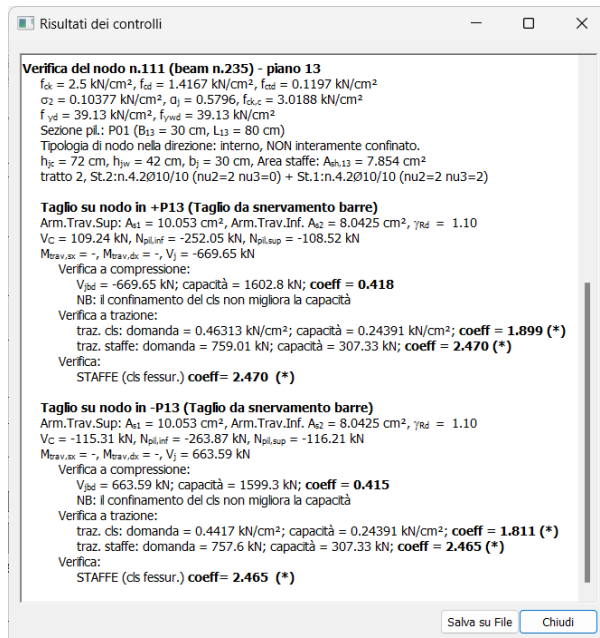 Risultati dei controlli
Verifica del nodo n.111 (beam n.235) - piano 13
fck = 2.5 kN/cm², fcd = 1.4167 kN/cm², fctd = 0.1197 kN/cm²
σ2 = 0.10377 kN/cm², αj = 0.5796, fck,c = 3.0188 kN/cm²
f yd = 39.13 kN/cm², fywd = 39.13 kN/cm²
Sezione pil.: P01 (B13 = 30 cm, L13 = 80 cm)
Tipologia di nodo nella direzione: interno, NON interamente confinato.
hjc = 72 cm, hjw = 42 cm, bj = 30 cm, Area staffe: Ash,13 = 7.854 cm²
tratto 2, St.2:n.4.2Ø10/10 (nu2=2 nu3=0) + St.1:n.4.2Ø10/10 (nu2=2 nu3=2)
Taglio su nodo in +P13 (Taglio da snervamento barre)
Arm.Trav.Sup: As1 = 10.053 cm², Arm.Trav.Inf. As2 = 8.0425 cm², γRd = 1.10
VC = 109.24 kN, Npil,inf = -252.05 kN, Npil,sup = -108.52 kN
Mtrav,sx = -, Mtrav,dx = -, Vj = -669.65 kN
Verifica a compressione:
Vjbd = -669.65 kN; capacità = 1602.8 kN; coeff = 0.418
NB: il confinamento del cls non migliora la capacità
Verifica a trazione:
traz. cls: domanda = 0.46313 kN/cm²; capacità = 0.24391 kN/cm²; coeff = 1.899 (*)
traz. staffe: domanda = 759.01 kN; capacità = 307.33 kN; coeff = 2.470 (*)
Verifica:
STAFFE (cls fessur.) coeff= 2.470 (*)
Taglio su nodo in -P13 (Taglio da snervamento barre)
Arm.Trav.Sup: As1 = 10.053 cm², Arm.Trav.Inf. As2 = 8.0425 cm², γRd = 1.10
VC = -115.31 kN, Npil,inf = -263.87 kN, Npil,sup = -116.21 kN
Mtrav,sx = -, Mtrav,dx = -, Vj = 663.59 kN
Verifica a compressione:
Vjbd = 663.59 kN; capacità = 1599.3 kN; coeff = 0.415
NB: il confinamento del cls non migliora la capacità
Verifica a trazione:
traz. cls: domanda = 0.4417 kN/cm²; capacità = 0.24391 kN/cm²; coeff = 1.811 (*)
traz. staffe: domanda = 757.6 kN; capacità = 307.33 kN; coeff = 2.465 (*)
Verifica:
STAFFE (cls fessur.) coeff= 2.465 (*)
Salva su File Chiudi